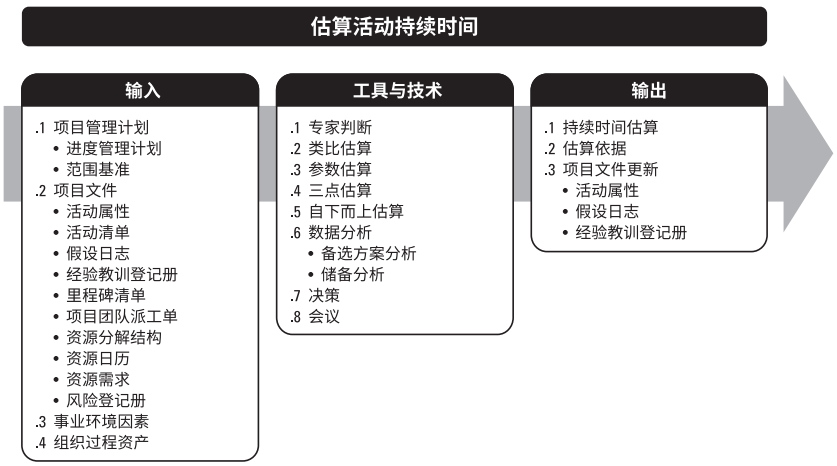 估算活动持续时间
输入
.1 项目管理计划
• 进度管理计划
• 范围基准
.2 项目文件
• 活动属性
• 活动清单
• 假设日志
• 经验教训登记册
• 里程碑清单
• 项目团队派工单
• 资源分解结构
• 资源日历
• 资源需求
• 风险登记册
.3 事业环境因素
.4 组织过程资产
工具与技术
.1 专家判断
.2 类比估算
.3 参数估算
.4 三点估算
.5 自下而上估算
.6 数据分析
• 备选方案分析
• 储备分析
.7 决策
.8 会议
输出
.1 持续时间估算
.2 估算依据
.3 项目文件更新
• 活动属性
• 假设日志
• 经验教训登记册